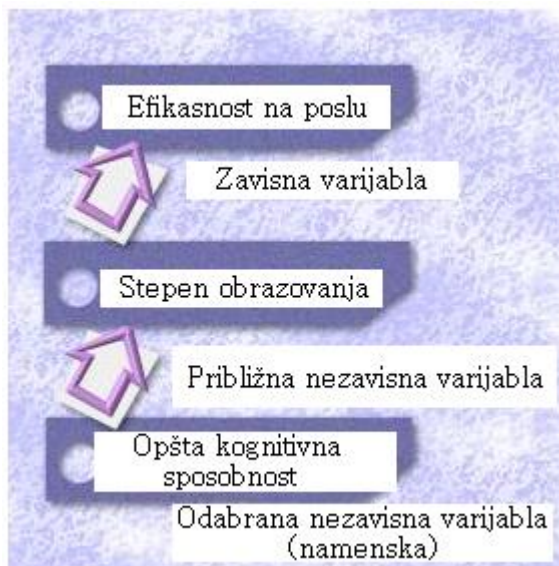 Efikasnost na poslu
Zavisna varijabla
Stepen obrazovanja
Približna nezavisna varijabla
Opšta kognitivna
sposobnost
Odabrana nezavisna varijabla
(namenska)